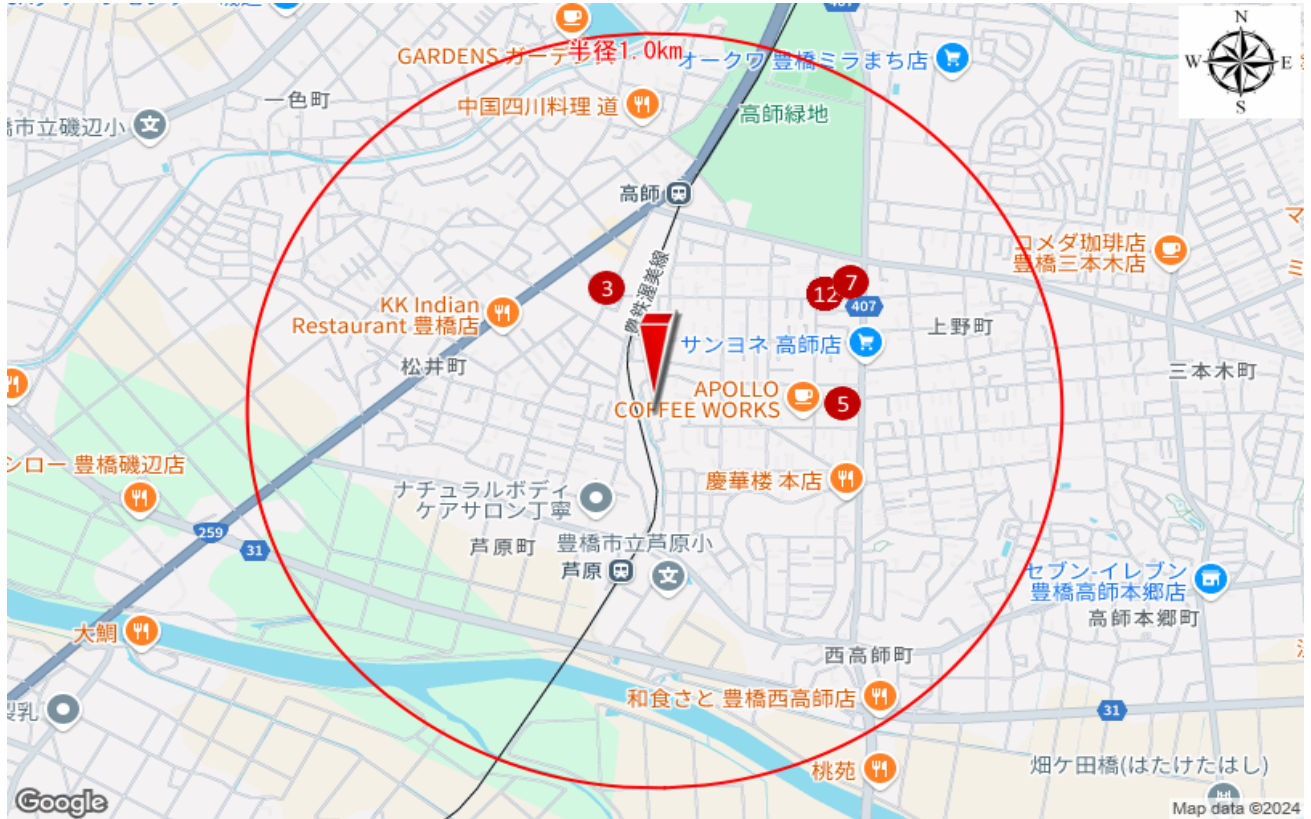 GARDENS ガーデンズ
半径1.0km
オークワ 豊橋ミラまち店
407
N
W
E
S
一色町
中国四川料理 道
高師緑地
橋市立磯辺小
高師
コメダ珈琲店
豊橋三本木店
マ
ミ
豊鉄渥美線
3
12
7
407
KK Indian
Restaurant 豊橋店
サンヨネ 高師店
上野町
松井町
三本木町
APOLLO
COFFEE WORKS
5
シロー 豊橋磯辺店
慶華楼 本店
ナチュラルボディ
ケアサロン丁寧
259
31
芦原町
豊橋市立芦原小
芦原
セブン-イレブン
豊橋高師本郷店
高師本郷町
大鯛
西高師町
和食さと 豊橋西高師店
製乳
31
桃苑
畑ケ田橋(はたけたはし)
Google
Map data ©2024